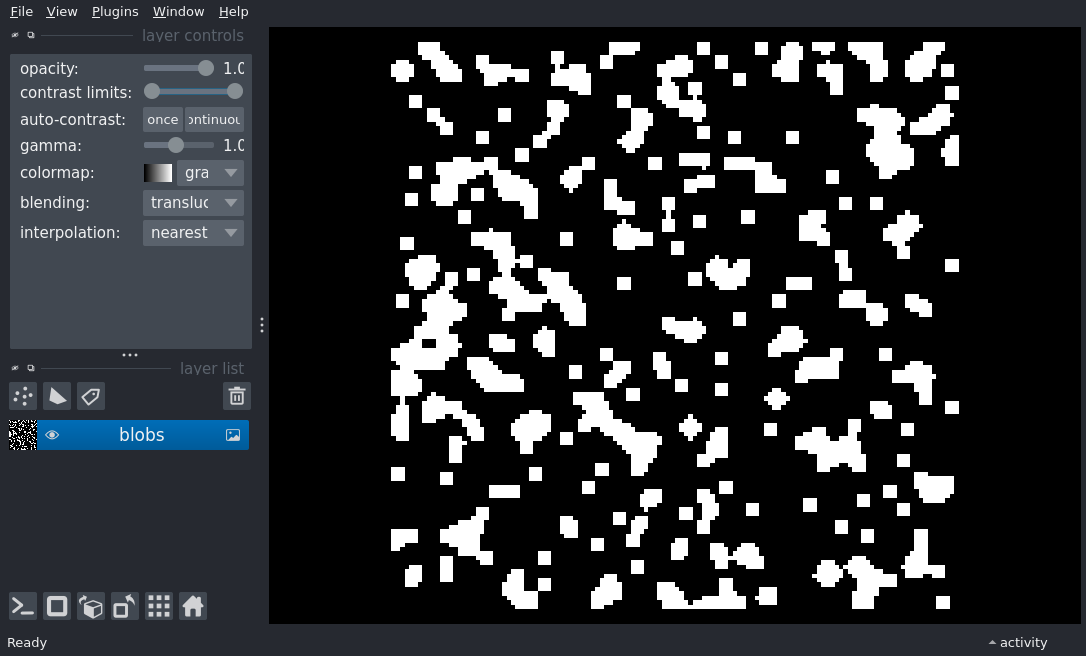 File View Plugins Window Help
layer controls
opacity: 1.0
contrast limits:
auto-contrast: once ontinuou
gamma: 1.0
colormap: gra
blending: transluc
interpolation: nearest
layer list
blobs
Ready activity